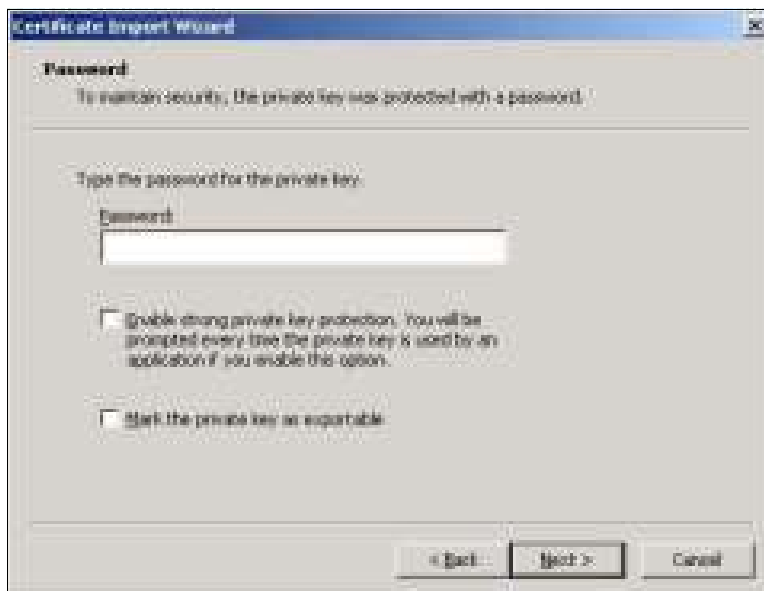 Certificate Import Wizard
Password
To maintain security, the private key was protected with a password.
Type the password for the private key.
Password:
Enable strong private key protection. You will be
prompted every time the private key is used by an
application if you enable this option.
Mark the private key as exportable
< Back
Next >
Cancel